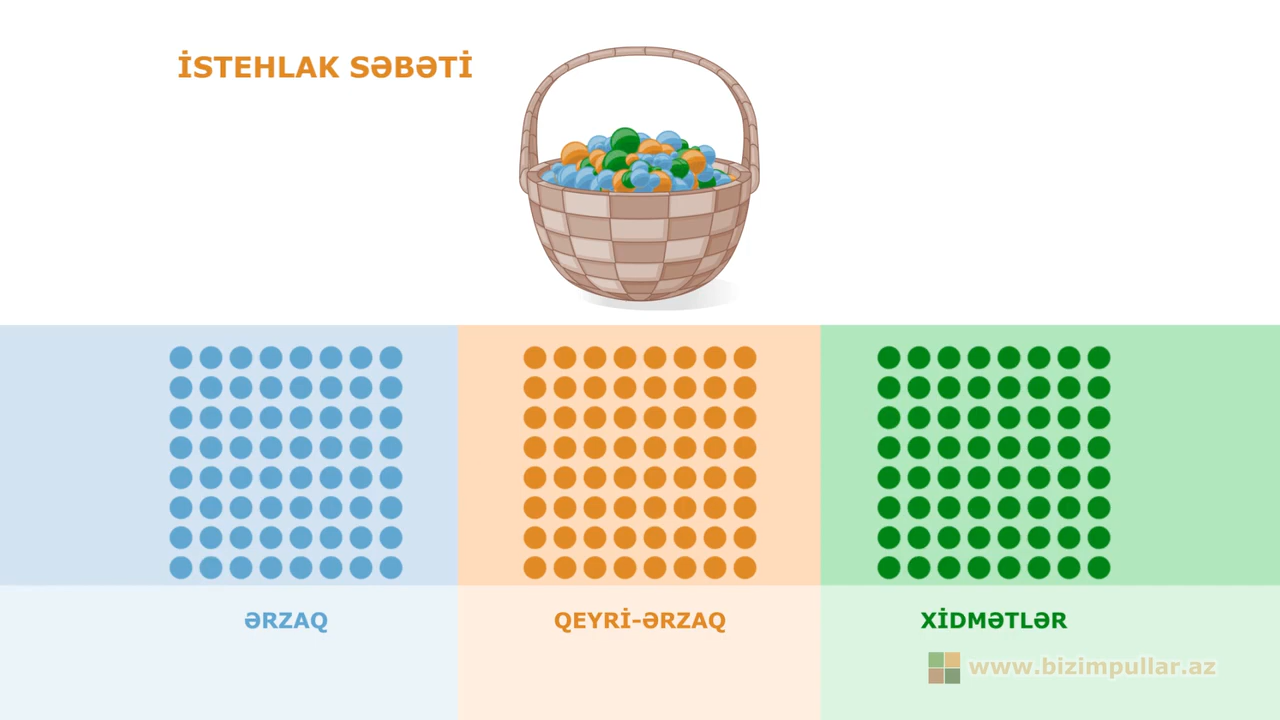 İSTEHLAK SƏBƏTİ
ƏRZAQ
QEYRİ-ƏRZAQ
XİDMƏTLƏR
www.bizimpullar.az